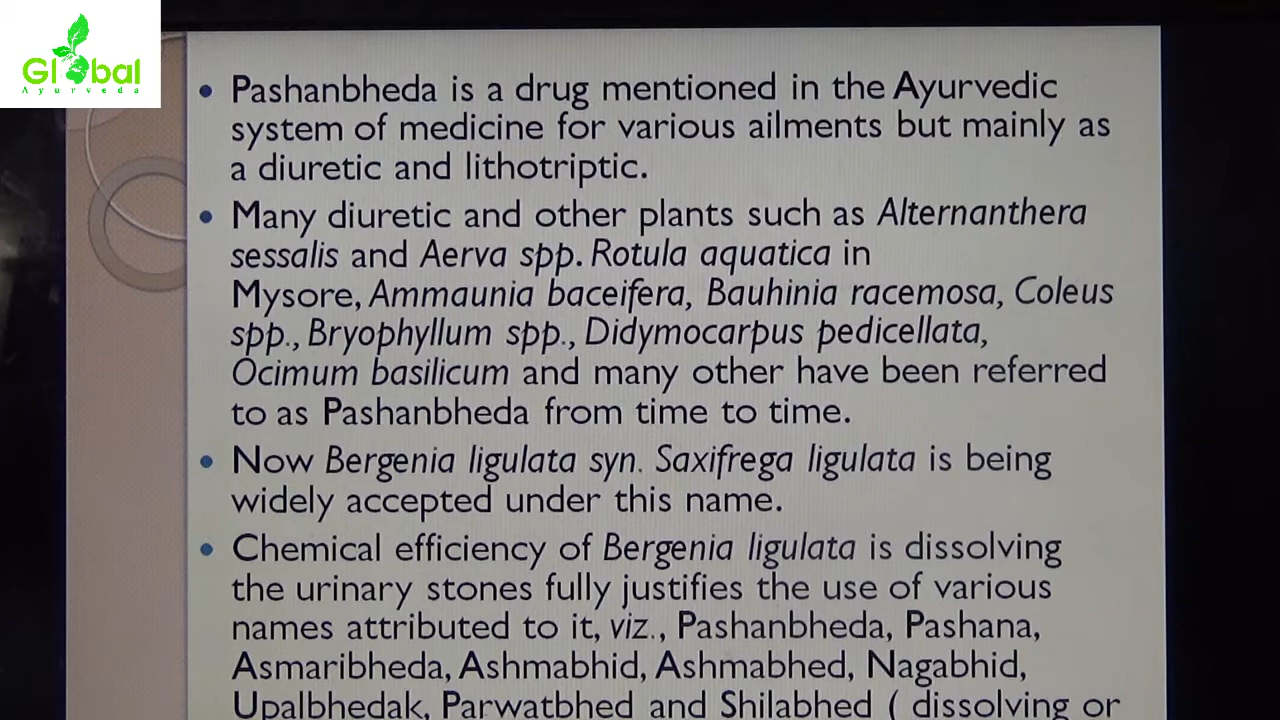 Global
Ayurveda
• Pashanbheda is a drug mentioned in the Ayurvedic
system of medicine for various ailments but mainly as
a diuretic and lithotriptic.
• Many diuretic and other plants such as Alternanthera
sessalis and Aerva spp. Rotula aquatica in
Mysore, Ammaunia baceifera, Bauhinia racemosa, Coleus
spp., Bryophyllum spp., Didymocarpus pedicellata,
Ocimum basilicum and many other have been referred
to as Pashanbheda from time to time.
• Now Bergenia ligulata syn. Saxifrega ligulata is being
widely accepted under this name.
• Chemical efficiency of Bergenia ligulata is dissolving
the urinary stones fully justifies the use of various
names attributed to it, viz., Pashanbheda, Pashana,
Asmaribheda, Ashmabhid, Ashmabhed, Nagabhid,
Upalbhedak, Parwatbhed and Shilabhed ( dissolving or